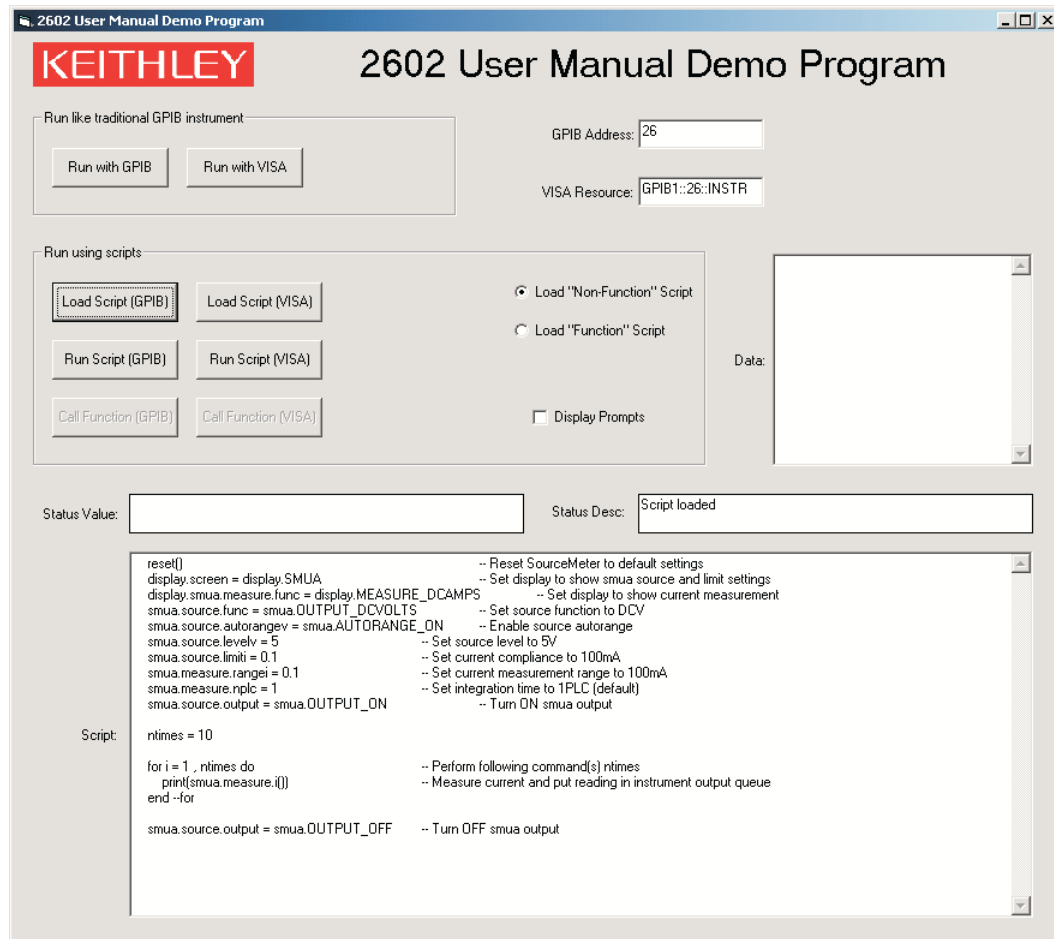 2602 User Manual Demo Program
KEITHLEY
2602 User Manual Demo Program
Run like traditional GPIB instrument
Run with GPIB
Run with VISA
GPIB Address:
26
VISA Resource:
GPIB1::26::INSTR
Run using scripts
Load Script (GPIB)
Load Script (VISA)
Load "Non-Function" Script
Load "Function" Script
Run Script (GPIB)
Run Script (VISA)
Data:
Call Function (GPIB)
Call Function (VISA)
Display Prompts
Status Value:
Status Desc:
Script loaded
Script:
reset() -- Reset SourceMeter to default settings
display.screen = display.SMUA -- Set display to show smua source and limit settings
display.smua.measure.func = display.MEASURE_DCAMPS -- Set display to show current measurement
smua.source.func = smua.OUTPUT_DCVOLTS -- Set source function to DCV
smua.source.autorangev = smua.AUTORANGE_ON -- Enable source autorange
smua.source.levelv = 5 -- Set source level to 5V
smua.source.limiti = 0.1 -- Set current compliance to 100mA
smua.measure.rangei = 0.1 -- Set current measurement range to 100mA
smua.measure.nplc = 1 -- Set integration time to 1PLC (default)
smua.source.output = smua.OUTPUT_ON -- Turn ON smua output
ntimes = 10
for i = 1 , ntimes do -- Perform following command(s) ntimes
print(smua.measure.i()) -- Measure current and put reading in instrument output queue
end --for
smua.source.output = smua.OUTPUT_OFF -- Turn OFF smua output